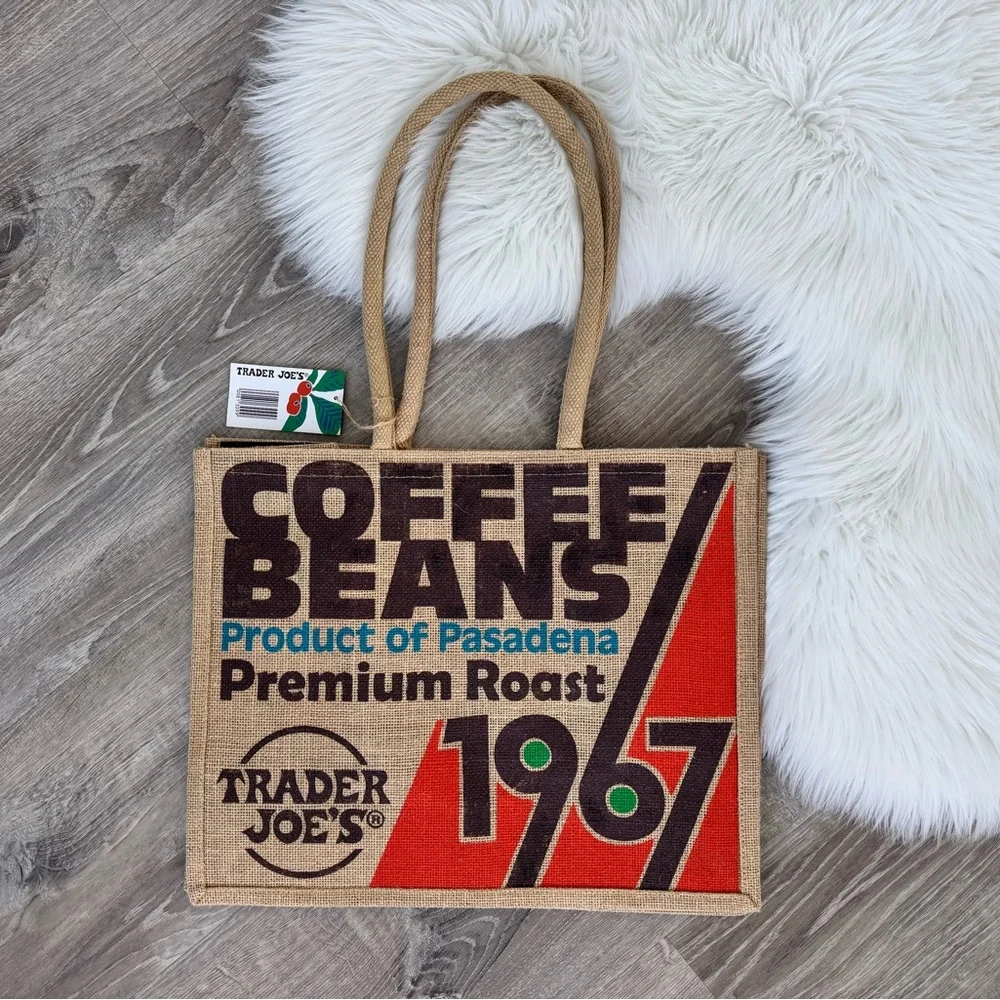 TRADER JOE'S
COFFEE
BEANS
Product of Pasadena
Premium Roast
1967
TRADER
JOE'S®